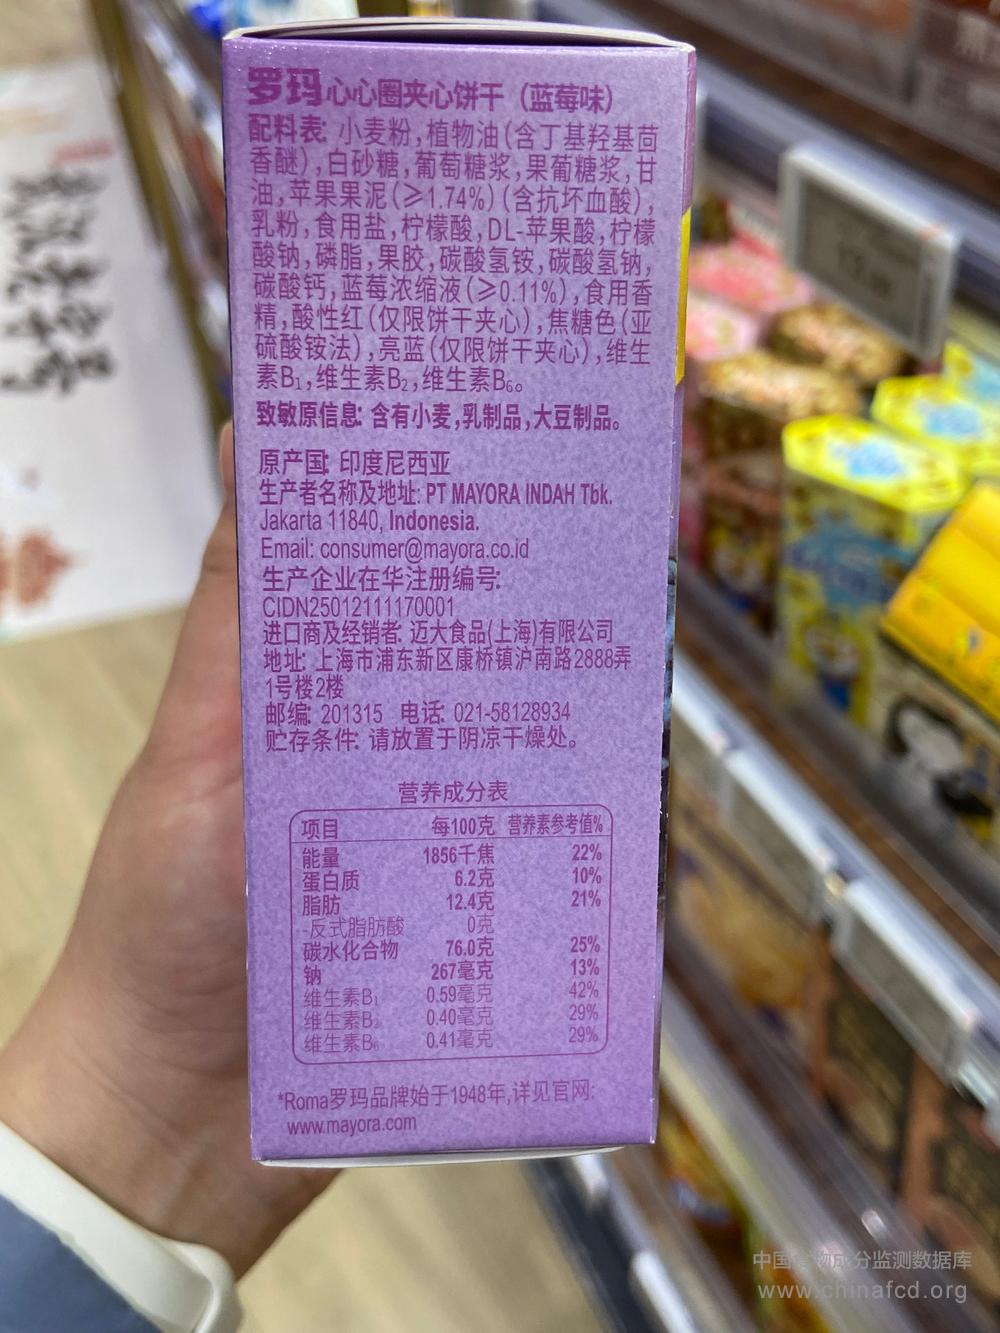 罗玛心心圈夹心饼干（蓝莓味）
配料表: 小麦粉,植物油(含丁基羟基茴
香醚),白砂糖,葡萄糖浆,果葡糖浆,甘
油,苹果果泥(≥1.74%)(含抗坏血酸),
乳粉,食用盐,柠檬酸,DL-苹果酸,柠檬
酸钠,磷脂,果胶,碳酸氢铵,碳酸氢钠,
碳酸钙,蓝莓浓缩液(≥0.11%),食用香
精,酸性红(仅限饼干夹心),焦糖色(亚
硫酸铵法),亮蓝(仅限饼干夹心),维生
素B₁,维生素B₂,维生素B₆。
致敏原信息: 含有小麦,乳制品,大豆制品。
原产国: 印度尼西亚
生产者名称及地址: PT MAYORA INDAH Tbk.
Jakarta 11840, Indonesia.
Email: consumer@mayora.co.id
生产企业在华注册编号:
CIDN25012111170001
进口商及经销者: 迈大食品(上海)有限公司
地址: 上海市浦东新区康桥镇沪南路2888弄
1号楼2楼
邮编: 201315 电话: 021-58128934
贮存条件: 请放置于阴凉干燥处。
营养成分表
项目 每100克 营养素参考值%
能量 1856千焦 22%
蛋白质 6.2克 10%
脂肪 12.4克 21%
反式脂肪酸 0克
碳水化合物 76.0克 25%
钠 267毫克 13%
维生素B₁ 0.59毫克 42%
维生素B₂ 0.40毫克 29%
维生素B₆ 0.41毫克 29%
*Roma罗玛品牌始于1948年,详见官网:
www.mayora.com
中国食物成分监测数据库
www.chinafcd.org